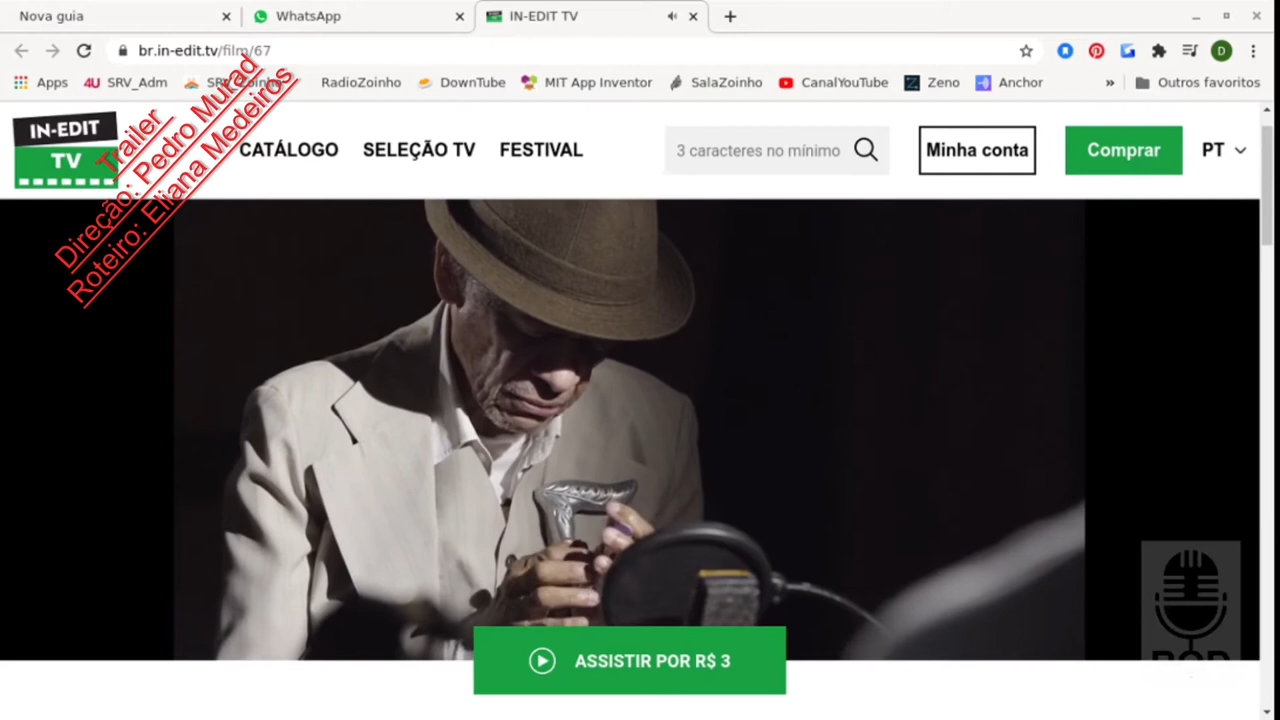 Nova guia
WhatsApp
IN-EDIT TV
br.in-edit.tv/film/67
D
Apps
4U SRV_Adm
RadioZoinho
DownTube
MIT App Inventor
SalaZoinho
CanalYouTube
Zeno
Anchor
»
Outros favoritos
IN-EDIT
TV
CATÁLOGO
SELEÇÃO TV
FESTIVAL
3 caracteres no mínimo
Minha conta
Comprar
PT
Trailer
Direção: Pedro Murad
Roteiro: Eliana Medeiros
ASSISTIR POR R$ 3